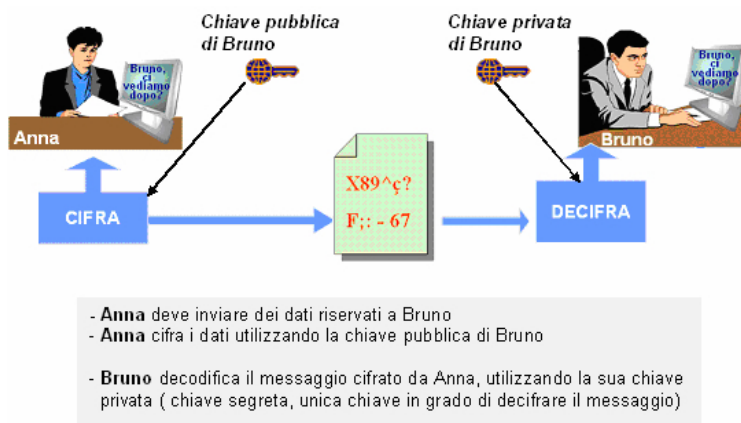 Chiave pubblica
di Bruno
Chiave privata
di Bruno
Bruno,
ci
vediamo
dopo?
Bruno,
ci
vediamo
dopo?
Anna
Bruno
CIFRA
X89^ç?
F;: - 67
DECIFRA
- Anna deve inviare dei dati riservati a Bruno
- Anna cifra i dati utilizzando la chiave pubblica di Bruno
- Bruno decodifica il messaggio cifrato da Anna, utilizzando la sua chiave
privata ( chiave segreta, unica chiave in grado di decifrare il messaggio)